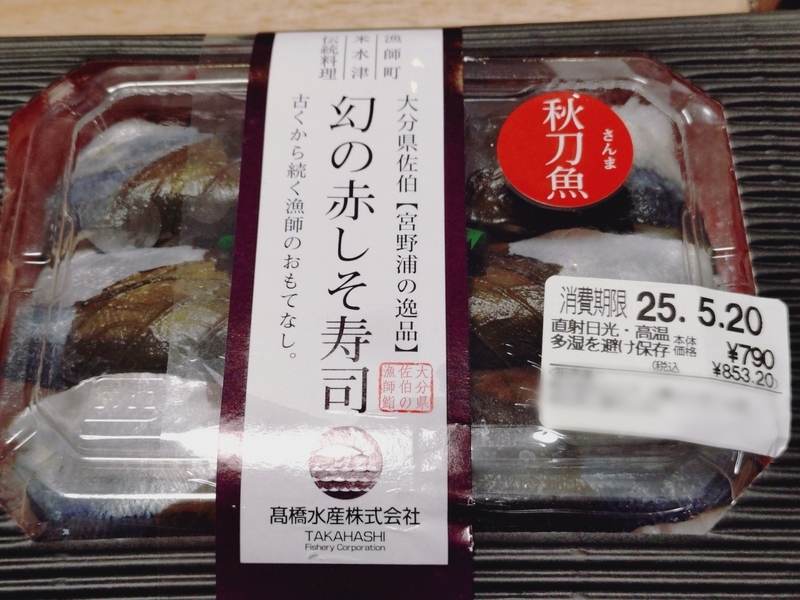 漁師町
米水津
伝統料理
大分県佐伯【宮野浦の逸品】
幻の赤しそ寿司
古くから続く漁師のおもてなし。
大分県
佐伯の
漁師鮨
髙橋水産株式会社
TAKAHASHI
Fishery Corporation
秋刀魚
さんま
消費期限 25. 5.20
直射日光・高温
多湿を避け保存
本体
価格
¥790
(税込
¥853.20)